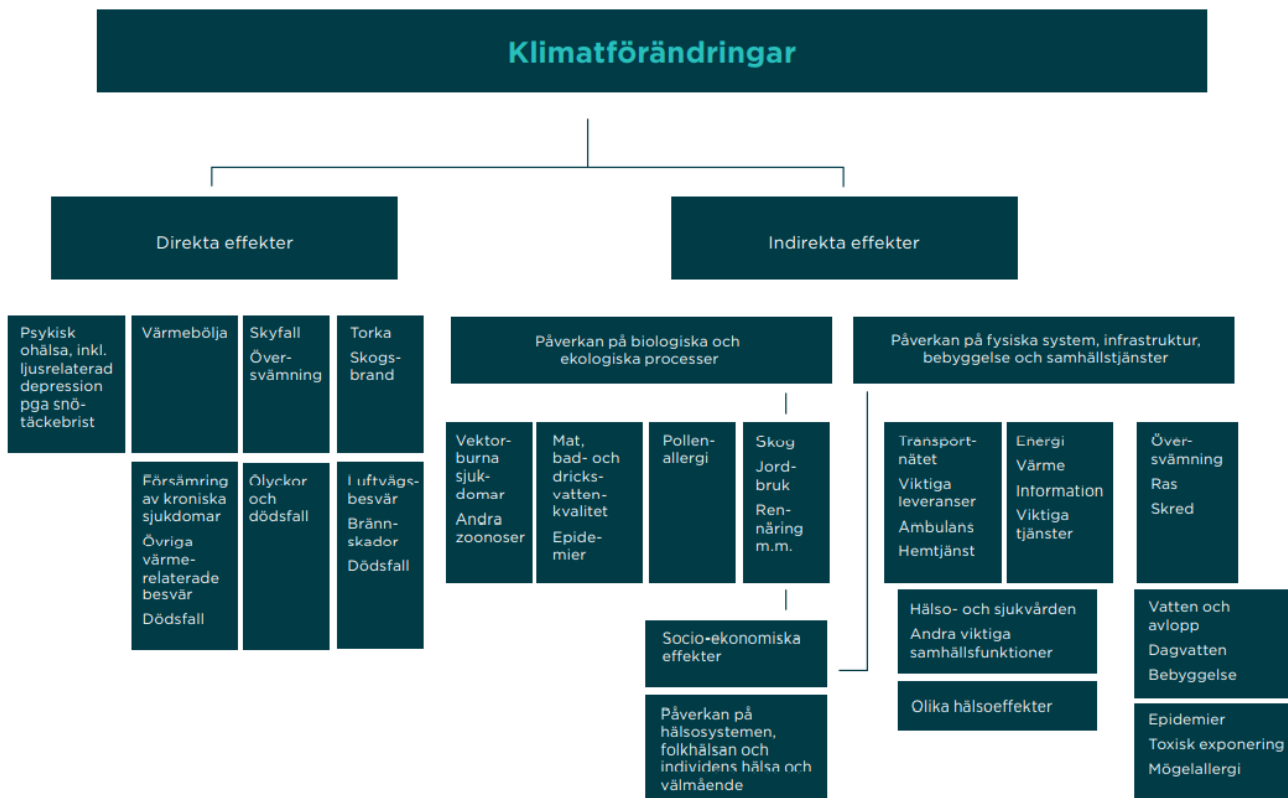 Klimatförändringar
Direkta effekter
Indirekta effekter
Psykisk
ohälsa, inkl.
ljusrelaterad
depression
pga snö-
täckebrist
Värmebölja
Skyfall
Över-
svämning
Torka
Skogs-
brand
Försämring
av kroniska
sjukdomar
Övriga
värme-
relaterade
besvär
Dödsfall
Olyckor
och
dödsfall
Luftvägs-
besvär
Bränn-
skador
Dödsfall
Påverkan på biologiska och
ekologiska processer
Påverkan på fysiska system, infrastruktur,
bebyggelse och samhällstjänster
Vektor-
burna
sjuk-
domar
Andra
zoonoser
Mat,
bad- och
dricks-
vatten-
kvalitet
Epide-
mier
Pollen-
allergi
Skog
Jord-
bruk
Ren-
näring
m.m.
Transport-
nätet
Viktiga
leveranser
Ambulans
Hemtjänst
Energi
Värme
Information
Viktiga
tjänster
Över-
svämning
Ras
Skred
Socio-ekonomiska
effekter
Påverkan på
hälsosystemen,
folkhälsan och
individens hälsa och
välmående
Hälso- och sjukvården
Andra viktiga
samhällsfunktioner
Olika hälsoeffekter
Vatten och
avlopp
Dagvatten
Bebyggelse
Epidemier
Toxisk exponering
Mögelallergi